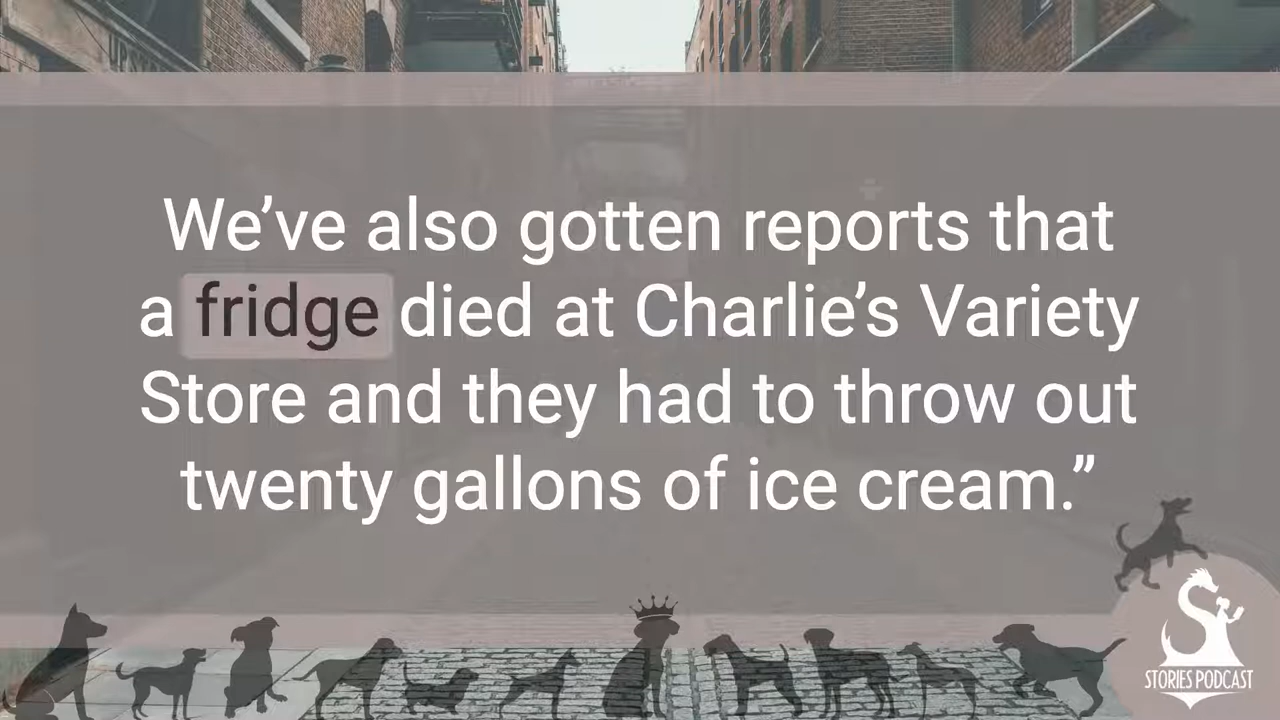 We’ve also gotten reports that
a fridge died at Charlie’s Variety
Store and they had to throw out
twenty gallons of ice cream.”
STORIES PODCAST